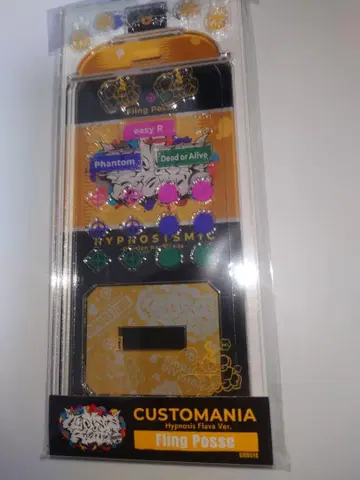 Fling Posse
easy R
Phantom
Dead or Alive
HYPNOSISMIC
CUSTOMANIA
Hypnosis Flava Ver.
Fling Posse